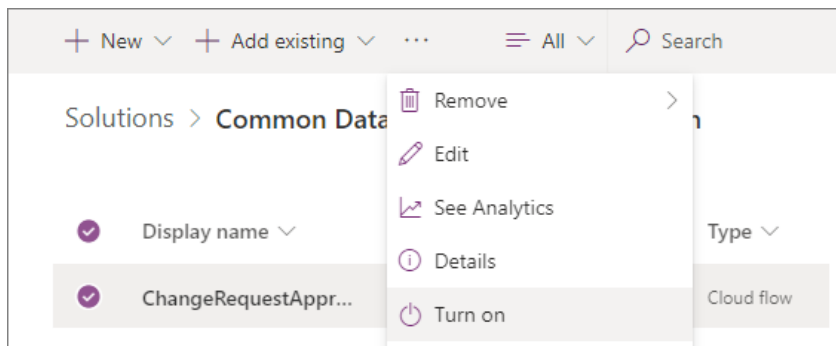 New Add existing ... All Search
Remove
Solutions > Common Data n
Edit
See Analytics
Display name Type
Details
ChangeRequestAppr... Cloud flow
Turn on